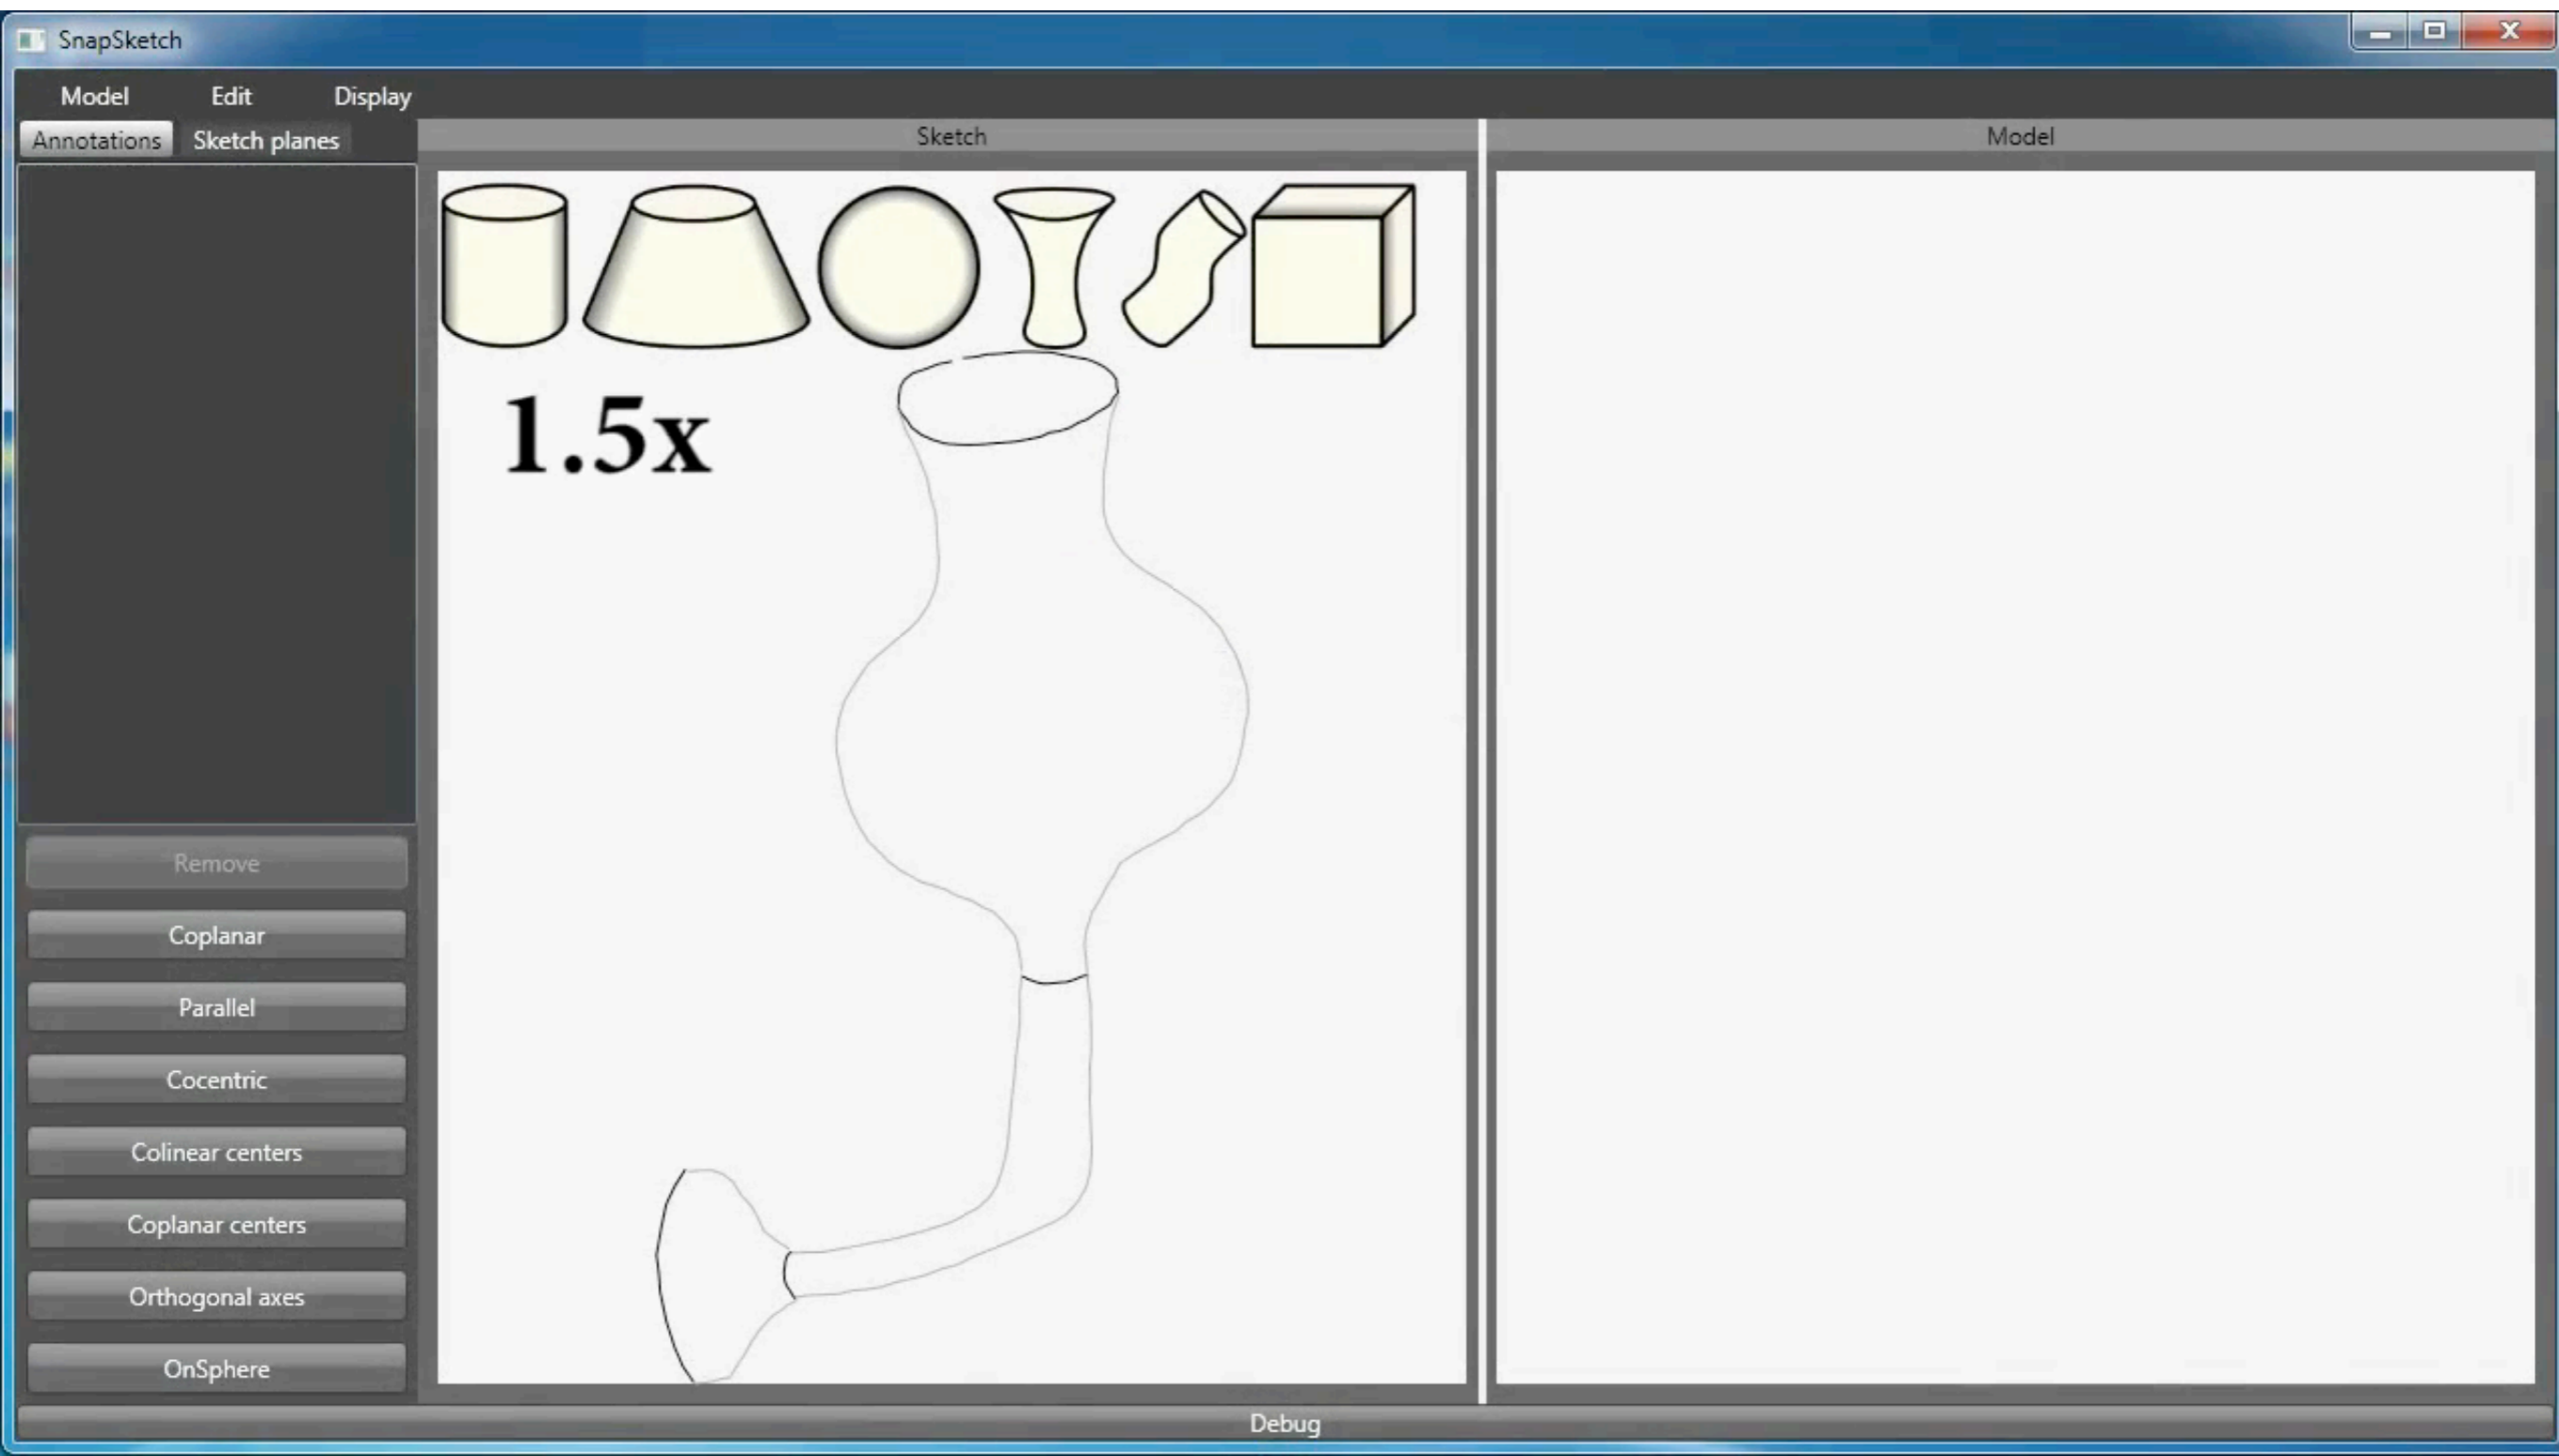 SnapSketch
Model Edit Display
Annotations Sketch planes
Sketch
Model
1.5x
Remove
Coplanar
Parallel
Cocentric
Colinear centers
Coplanar centers
Orthogonal axes
OnSphere
Debug